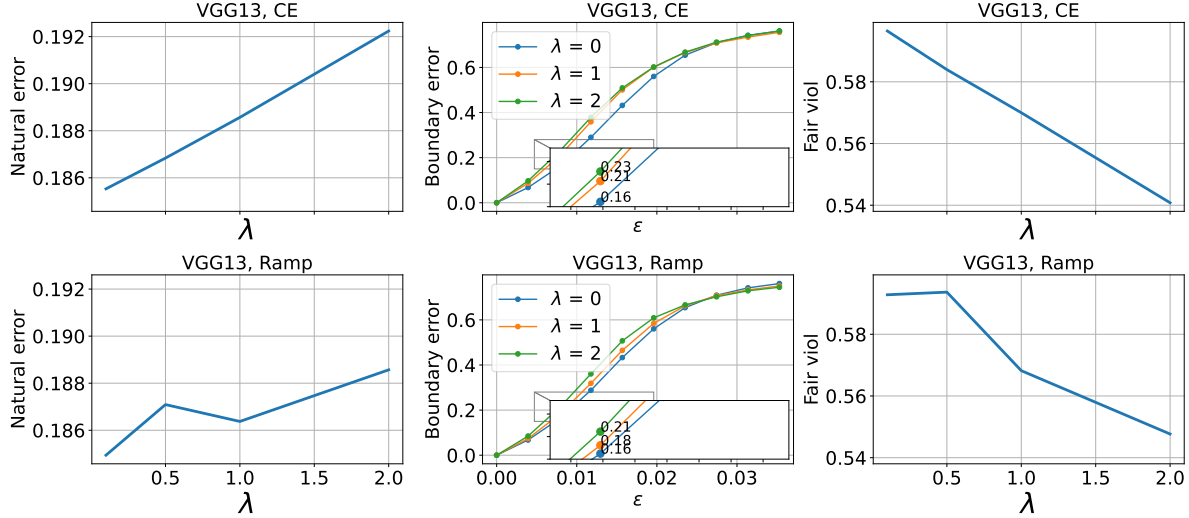 VGG13, CE
Natural error
0.192
0.190
0.188
0.186
λ
VGG13, CE
Boundary error
0.6
0.4
0.2
0.0
λ = 0
λ = 1
λ = 2
0.23
0.21
0.16
ε
VGG13, CE
Fair viol
0.58
0.56
0.54
λ
VGG13, Ramp
Natural error
0.192
0.190
0.188
0.186
0.5
1.0
1.5
2.0
λ
VGG13, Ramp
Boundary error
0.6
0.4
0.2
0.0
λ = 0
λ = 1
λ = 2
0.21
0.18
0.16
0.00
0.01
0.02
0.03
ε
VGG13, Ramp
Fair viol
0.58
0.56
0.54
0.5
1.0
1.5
2.0
λ